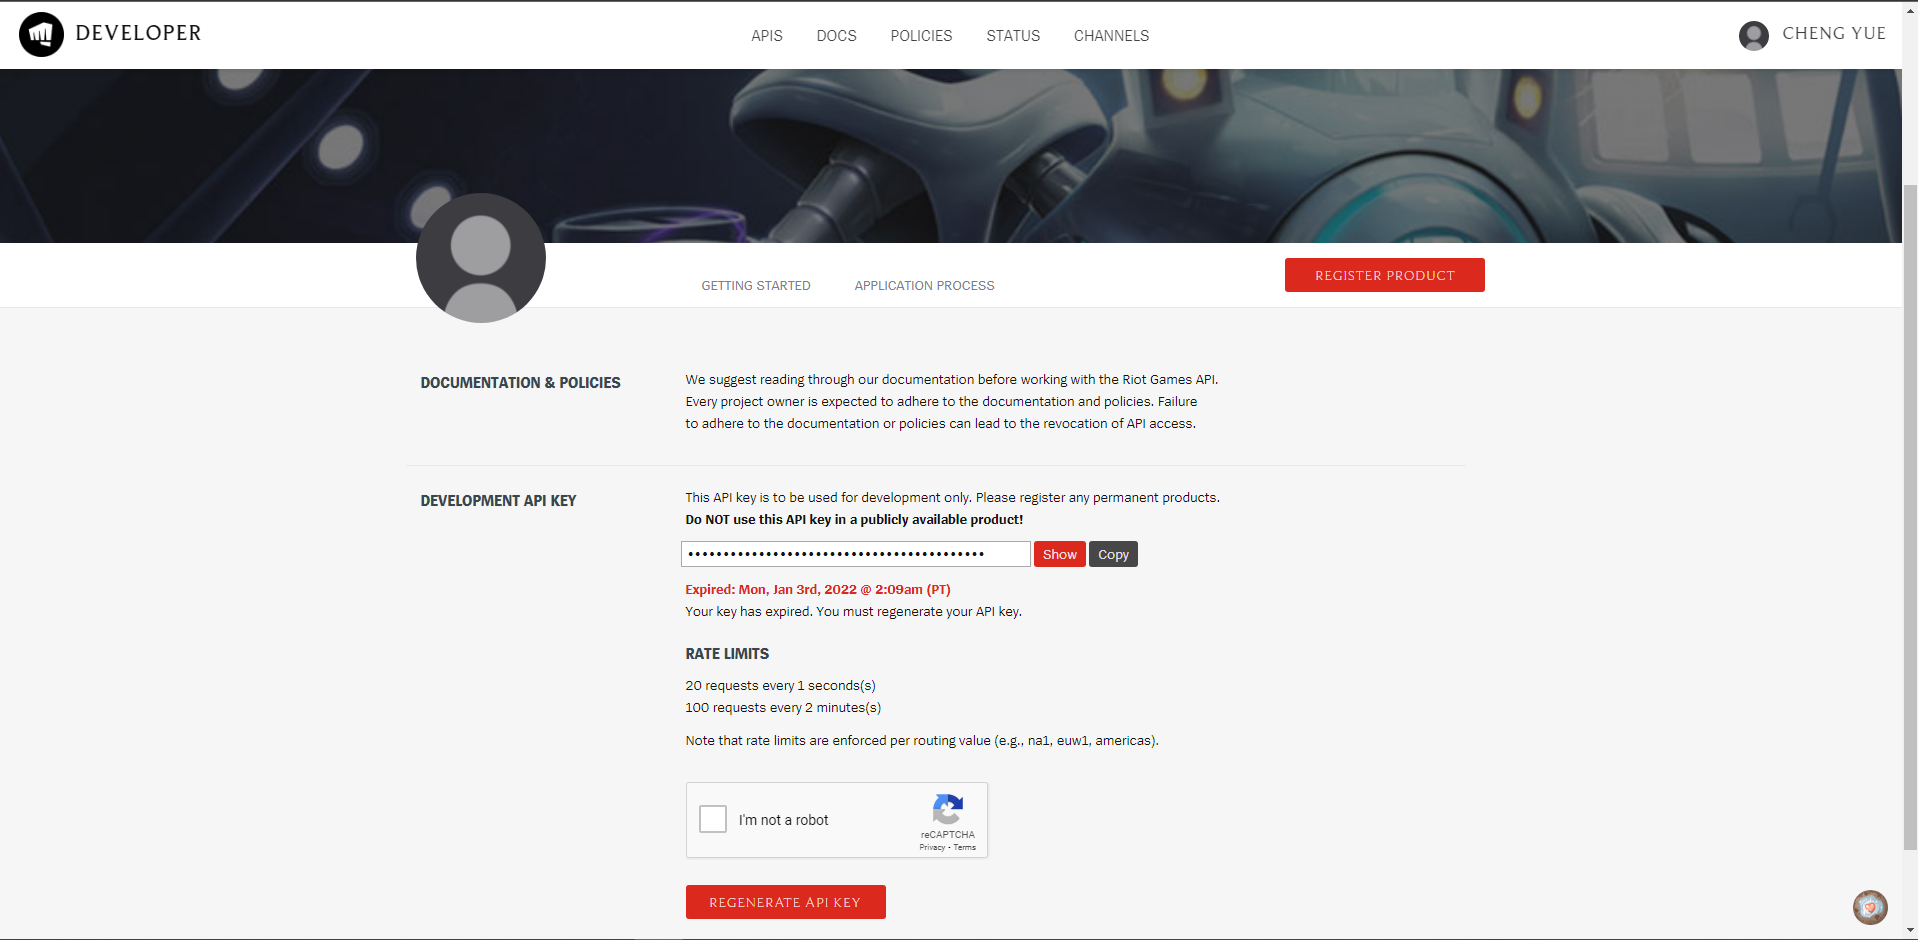 DEVELOPER
APIS
DOCS
POLICIES
STATUS
CHANNELS
CHENG YUE
GETTING STARTED
APPLICATION PROCESS
REGISTER PRODUCT
DOCUMENTATION & POLICIES
We suggest reading through our documentation before working with the Riot Games API.
Every project owner is expected to adhere to the documentation and policies. Failure
to adhere to the documentation or policies can lead to the revocation of API access.
DEVELOPMENT API KEY
This API key is to be used for development only. Please register any permanent products.
Do NOT use this API key in a publicly available product!
Show
Copy
Expired: Mon, Jan 3rd, 2022 @ 2:09am (PT)
Your key has expired. You must regenerate your API key.
RATE LIMITS
20 requests every 1 seconds(s)
100 requests every 2 minutes(s)
Note that rate limits are enforced per routing value (e.g., na1, euw1, americas).
I'm not a robot
reCAPTCHA
Privacy - Terms
REGENERATE API KEY